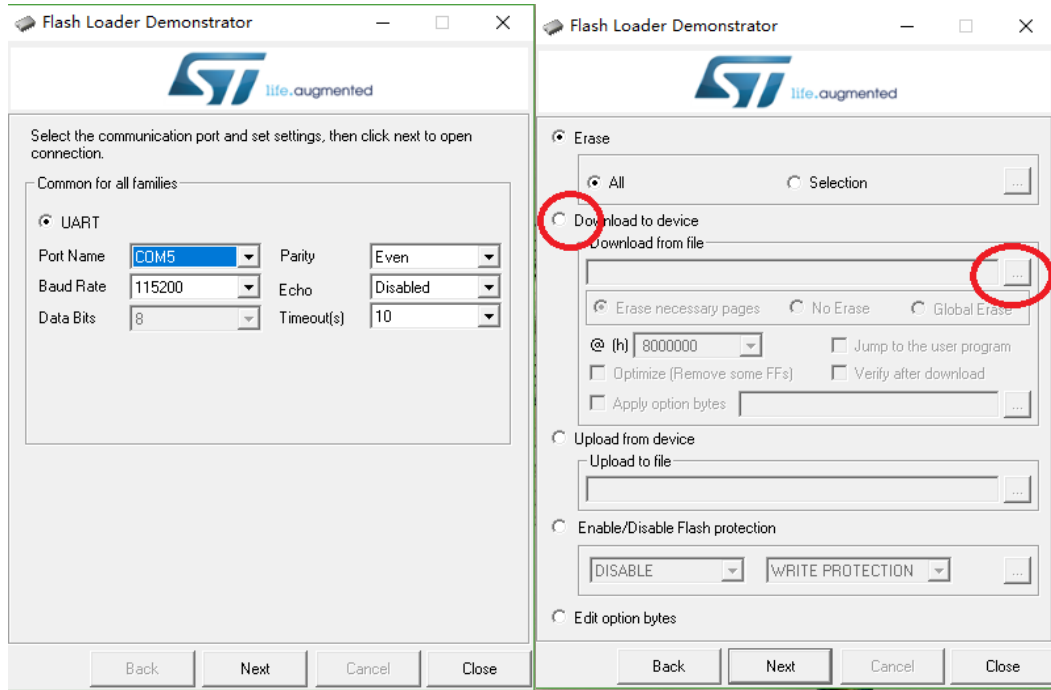 Flash Loader Demonstrator
ST life.augmented
Select the communication port and set settings, then click next to open
connection.
Common for all families
UART
Port Name COM5 Parity Even
Baud Rate 115200 Echo Disabled
Data Bits 8 Timeout(s) 10
Back Next Cancel Close
Flash Loader Demonstrator
ST life.augmented
Erase
All Selection ...
Download to device
Download from file
...
Erase necessary pages No Erase Global Erase
@ (h) 8000000 Jump to the user program
Optimize (Remove some FFs) Verify after download
Apply option bytes ...
Upload from device
Upload to file
...
Enable/Disable Flash protection
DISABLE WRITE PROTECTION ...
Edit option bytes
Back Next Cancel Close